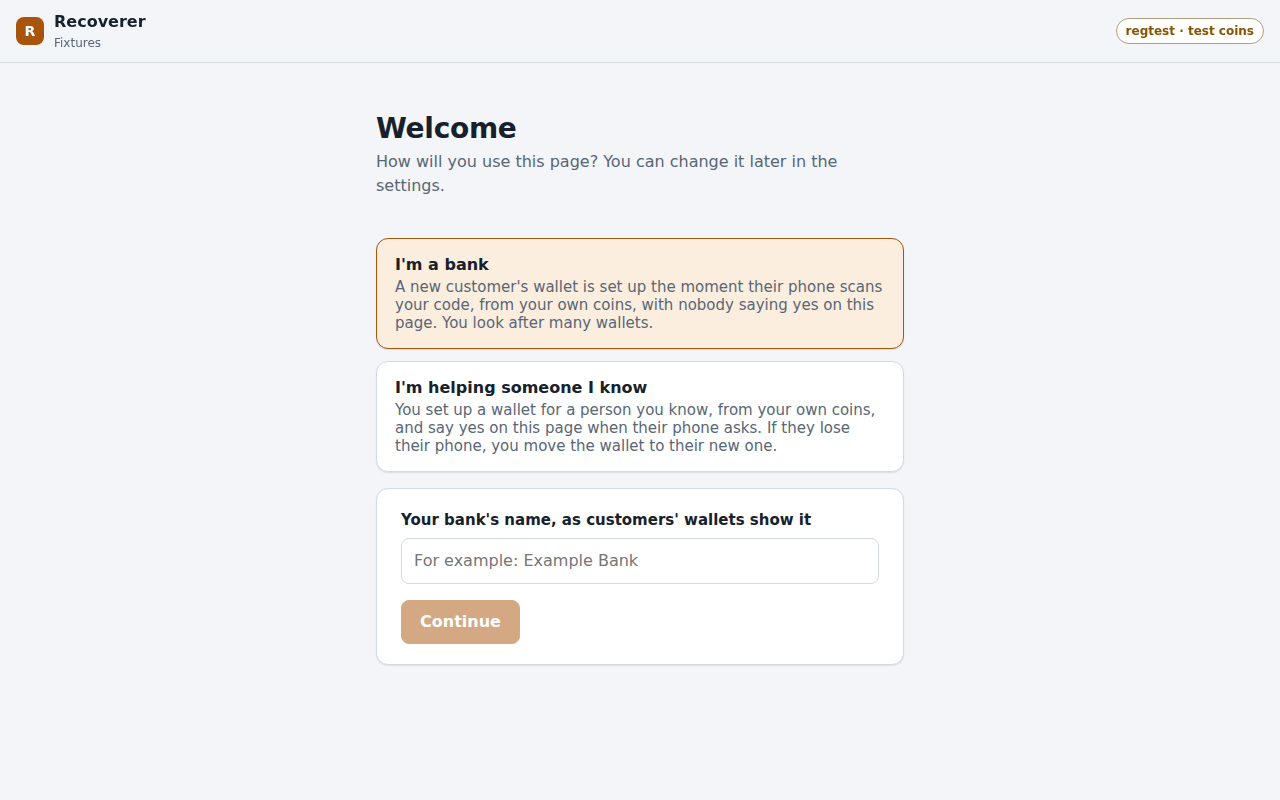 R
Recoverer
Fixtures
regtest · test coins
Welcome
How will you use this page? You can change it later in the
settings.
I'm a bank
A new customer's wallet is set up the moment their phone scans
your code, from your own coins, with nobody saying yes on this
page. You look after many wallets.
I'm helping someone I know
You set up a wallet for a person you know, from your own coins,
and say yes on this page when their phone asks. If they lose
their phone, you move the wallet to their new one.
Your bank's name, as customers' wallets show it
For example: Example Bank
Continue